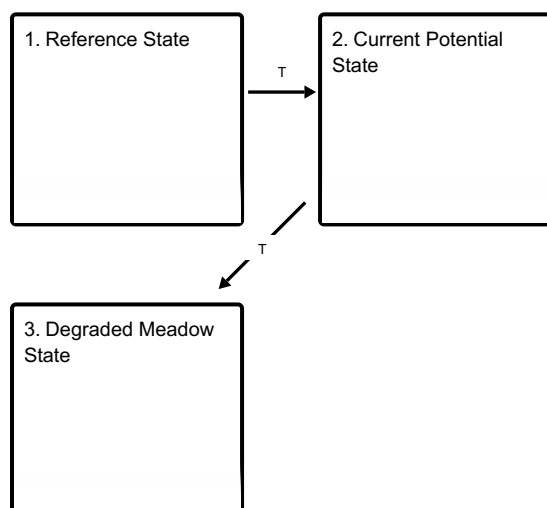 1. Reference State
T
2. Current Potential
State
T
3. Degraded Meadow
State